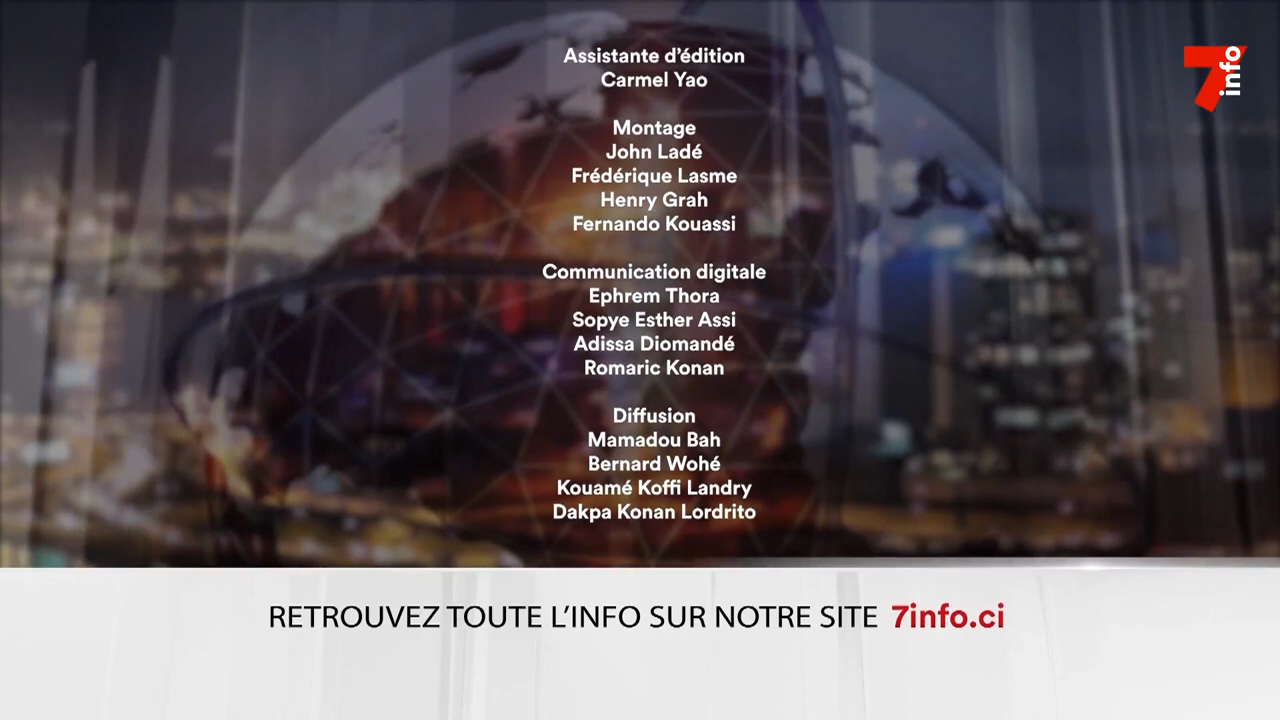 7info
Assistante d'édition
Carmel Yao
Montage
John Ladé
Frédérique Lasme
Henry Grah
Fernando Kouassi
Communication digitale
Ephrem Thora
Sopye Esther Assi
Adissa Diomandé
Romaric Konan
Diffusion
Mamadou Bah
Bernard Wohé
Kouamé Koffi Landry
Dakpa Konan Lordrito
RETROUVEZ TOUTE L'INFO SUR NOTRE SITE 7info.ci